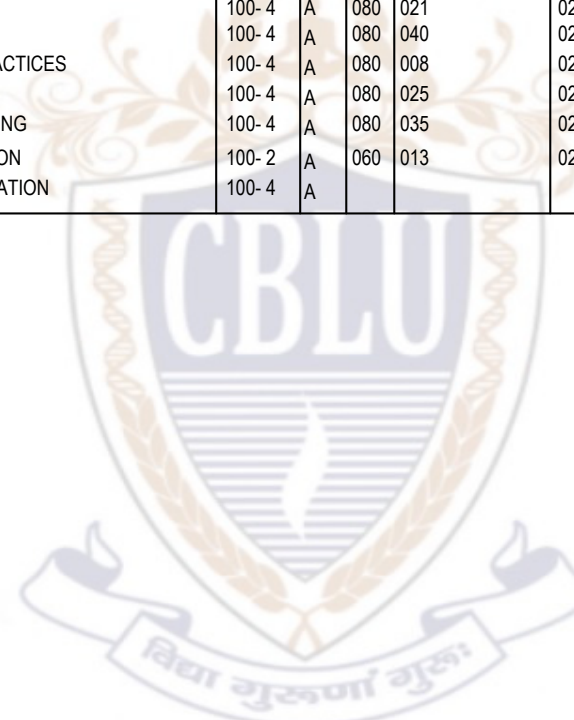 100- 4 A 080 021 02
100- 4 A 080 040 02
ACTICES 100- 4 A 080 008 02
100- 4 A 080 025 02
NG 100- 4 A 080 035 02
ON 100- 2 A 060 013 02
ATION 100- 4 A
CBLU
विद्या गुरुणां गुरुः